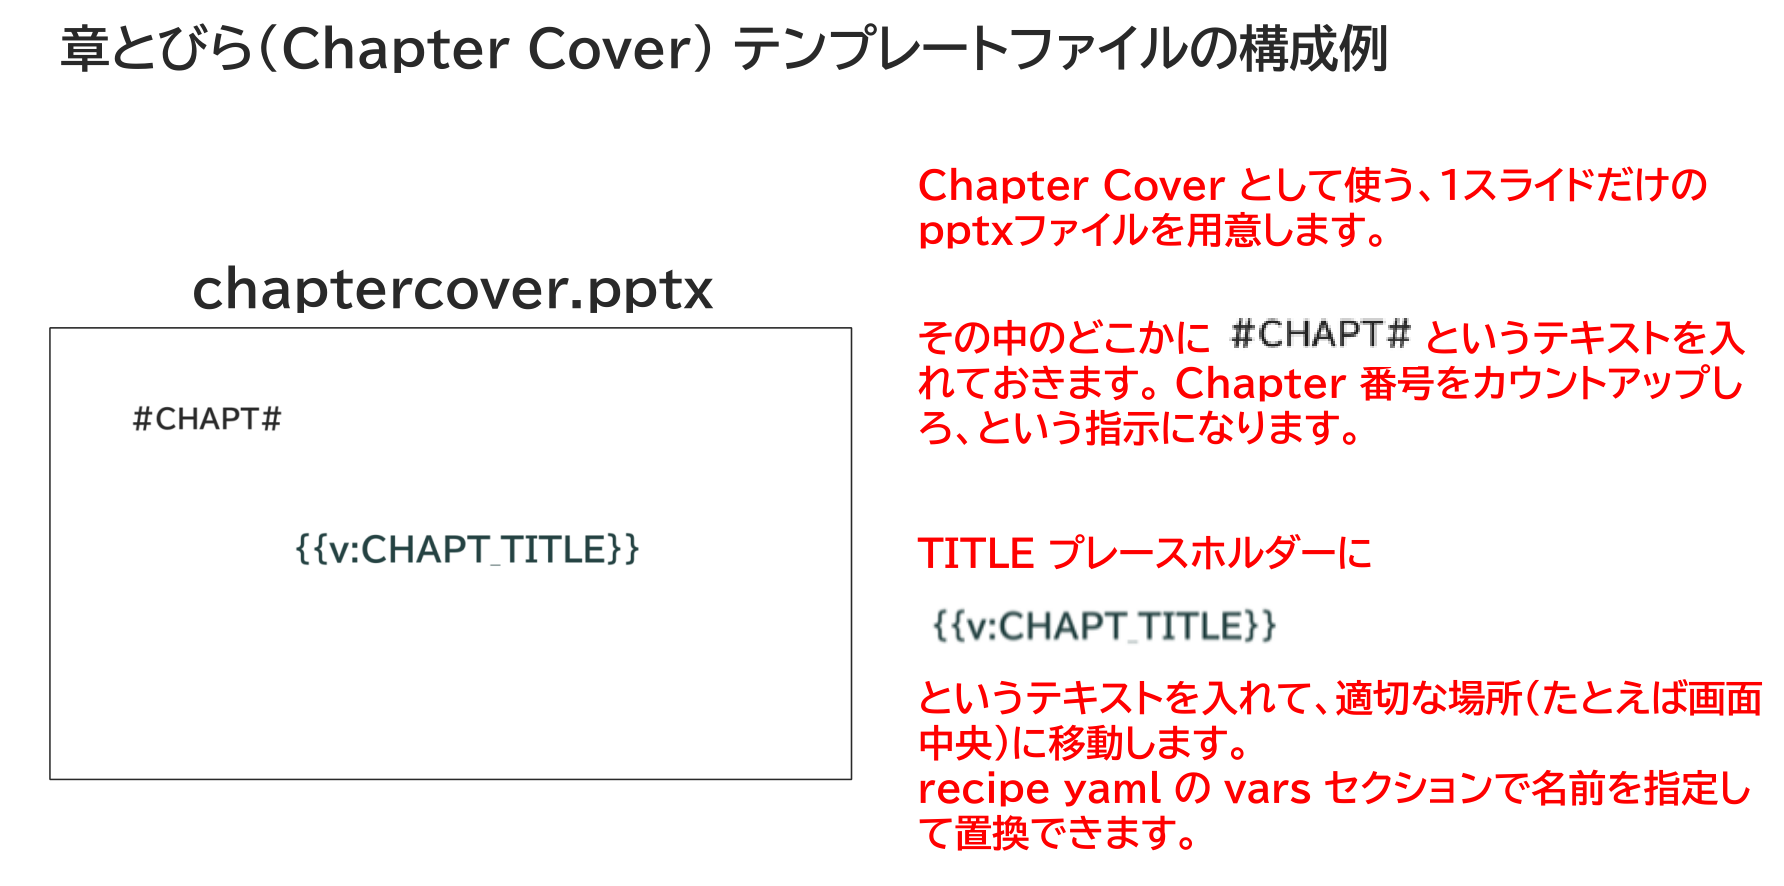 章とびら(Chapter Cover) テンプレートファイルの構成例
chaptercover.pptx
#CHAPT#
{{v:CHAPT_TITLE}}
Chapter Cover として使う、1スライドだけの
pptxファイルを用意します。
その中のどこかに #CHAPT# というテキストを入
れておきます。Chapter 番号をカウントアップし
ろ、という指示になります。
TITLE プレースホルダーに
{{v:CHAPT_TITLE}}
というテキストを入れて、適切な場所(たとえば画面
中央)に移動します。
recipe yaml の vars セクションで名前を指定し
て置換できます。